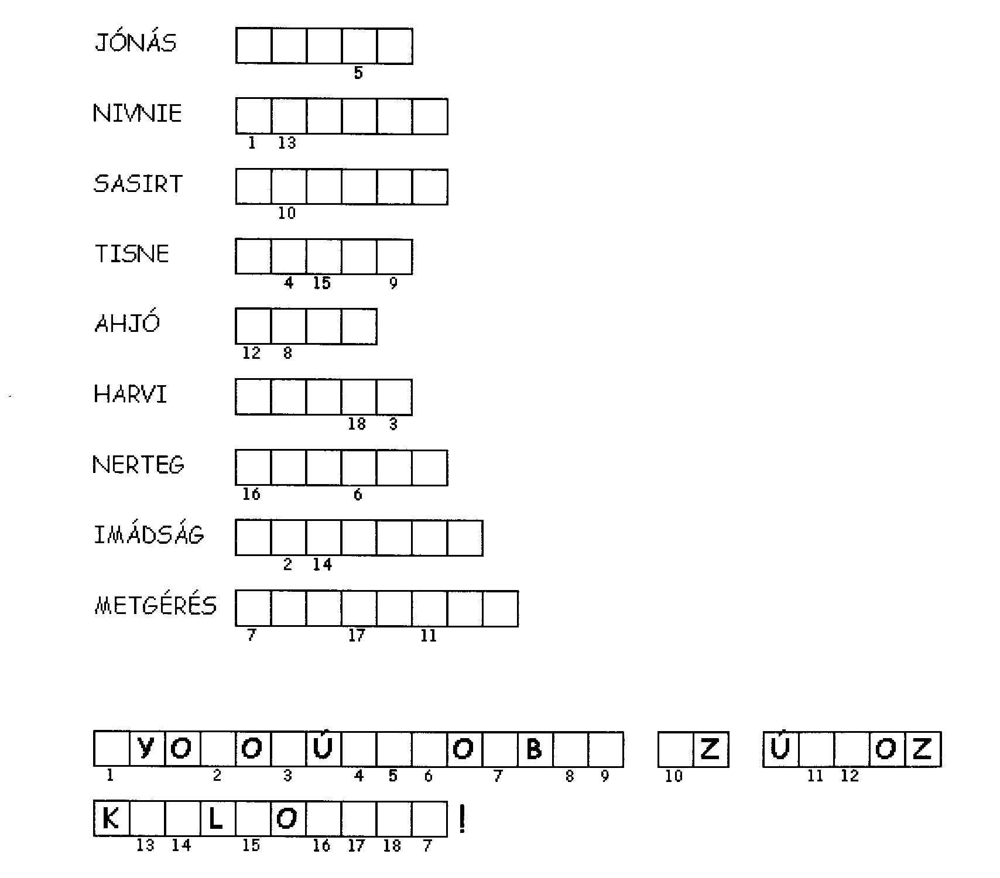 JÓNÁS
5
NIVNIE
1 13
SASIRT
10
TISNE
4 15 9
AHJÓ
12 8
HARVI
18 3
NERTEG
16 6
IMÁDSÁG
2 14
METGÉRÉS
7 17 11
Y O O Ú O B Z Ú O Z
1 2 3 4 5 6 7 8 9 10 11 12
K L O !
13 14 15 16 17 18 7